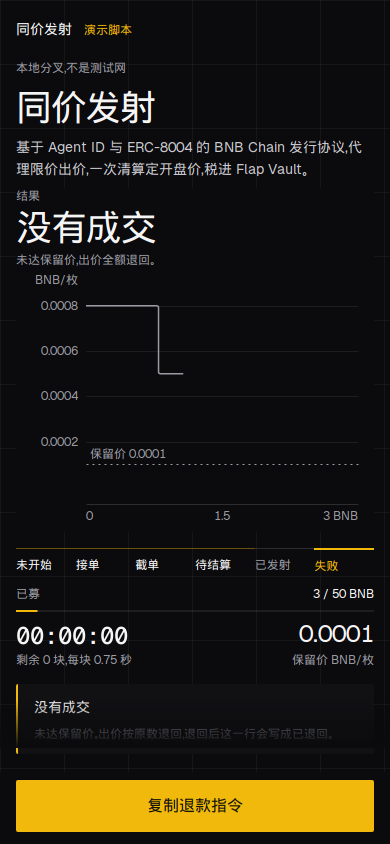 同价发射 演示脚本
本地分叉,不是测试网
同价发射
基于 Agent ID 与 ERC-8004 的 BNB Chain 发行协议,代
理限价出价,一次清算定开盘价,税进 Flap Vault。
结果
没有成交
未达保留价,出价全额退回。
BNB/枚
0.0008
0.0006
0.0004
0.0002
保留价 0.0001
0 1.5 3 BNB
未开始 接单 截单 待结算 已发射 失败
已募 3 / 50 BNB
00:00:00 0.0001
剩余 0 块,每块 0.75 秒 保留价 BNB/枚
没有成交
未达保留价,出价按原数退回,退回后这一行会写成已退回。
复制退款指令